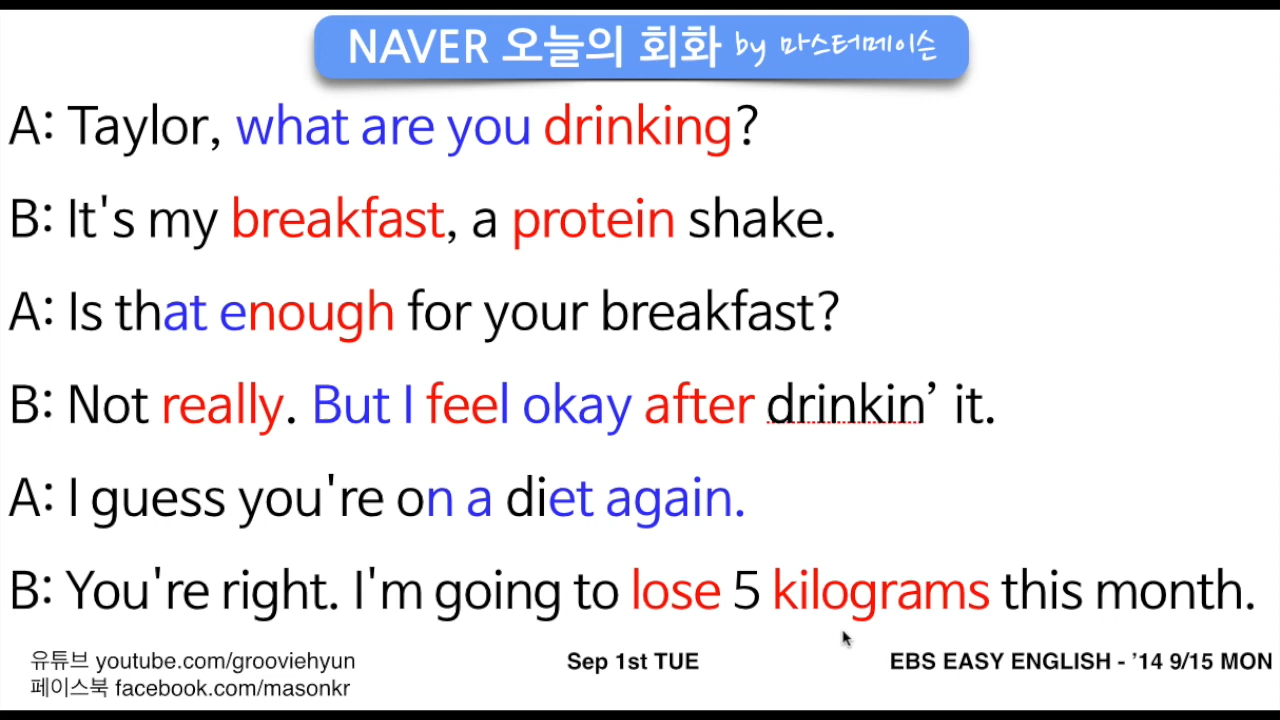 NAVER 오늘의 회화 by 마스터메이슨
A: Taylor, what are you drinking?
B: It's my breakfast, a protein shake.
A: Is that enough for your breakfast?
B: Not really. But I feel okay after drinkin’ it.
A: I guess you're on a diet again.
B: You're right. I'm going to lose 5 kilograms this month.
유튜브 youtube.com/grooviehyun
페이스북 facebook.com/masonkr
Sep 1st TUE
EBS EASY ENGLISH - ’14 9/15 MON